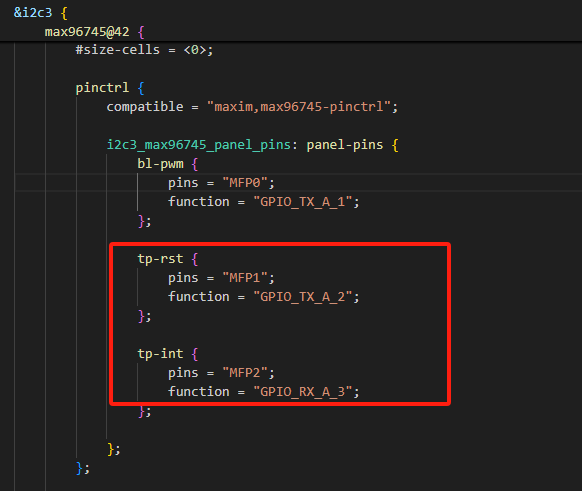 &i2c3 {
max96745@42 {
#size-cells = <0>;
pinctrl {
compatible = "maxim,max96745-pinctrl";
i2c3_max96745_panel_pins: panel-pins {
bl-pwm {
pins = "MFP0";
function = "GPIO_TX_A_1";
};
tp-rst {
pins = "MFP1";
function = "GPIO_TX_A_2";
};
tp-int {
pins = "MFP2";
function = "GPIO_RX_A_3";
};
};
};